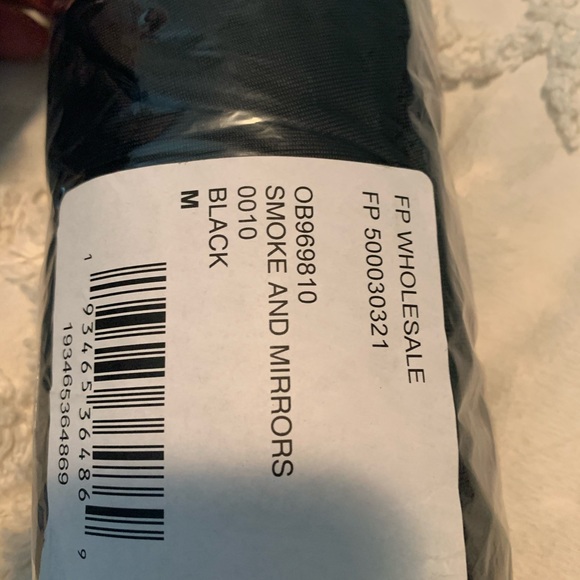 FP WHOLESALE
FP 500030321
OB969810
SMOKE AND MIRRORS
0010
BLACK
M
1 93465 36486 9
193465364869